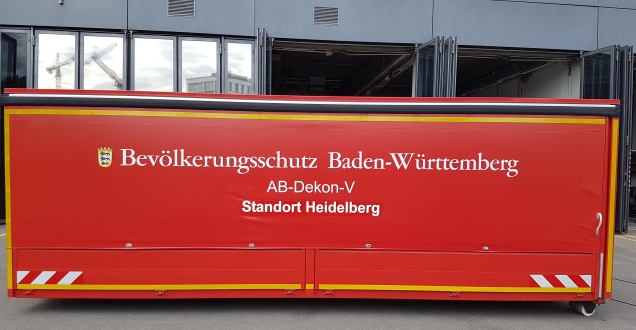 Bevölkerungsschutz Baden-Württemberg
AB-Dekon-V
Standort Heidelberg